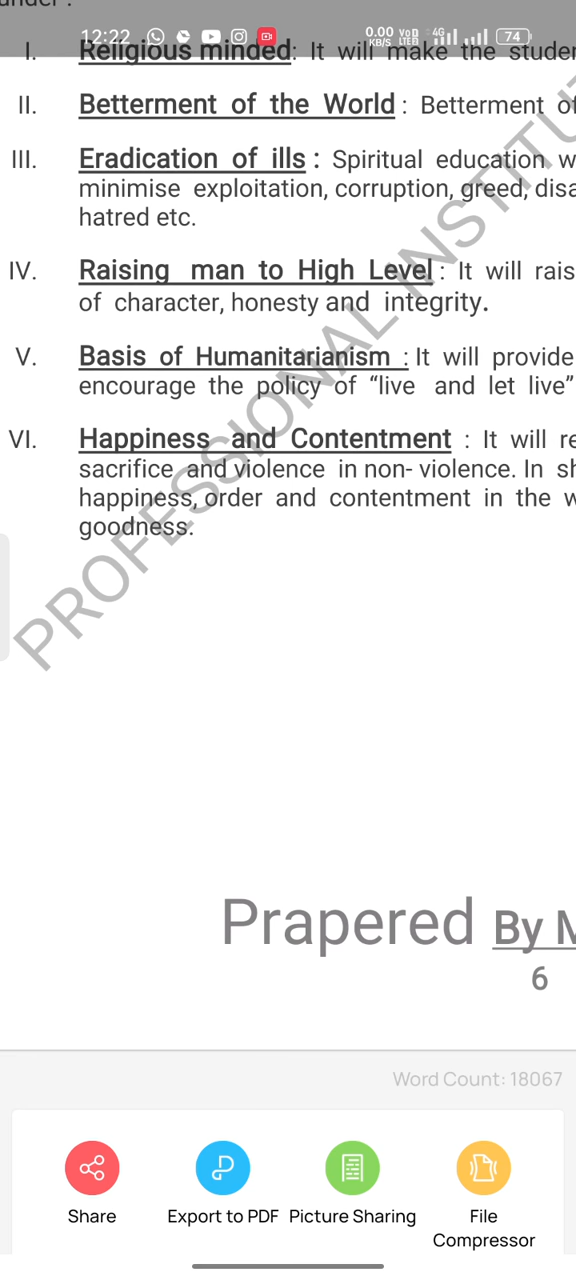 under :
12:22 0.00 KB/S VoD LTEB 4G 74
I. Religious minded: It will make the studen
II. Betterment of the World : Betterment of
III. Eradication of ills : Spiritual education w
minimise exploitation, corruption, greed, disa
hatred etc.
IV. Raising man to High Level : It will rais
of character, honesty and integrity.
V. Basis of Humanitarianism : It will provide
encourage the policy of “live and let live”
VI. Happiness and Contentment : It will re
sacrifice and violence in non- violence. In sh
happiness, order and contentment in the w
goodness.
PROFESSIONAL INSTITUT
Prapered By M
6
Word Count: 18067
Share
Export to PDF
Picture Sharing
File
Compressor